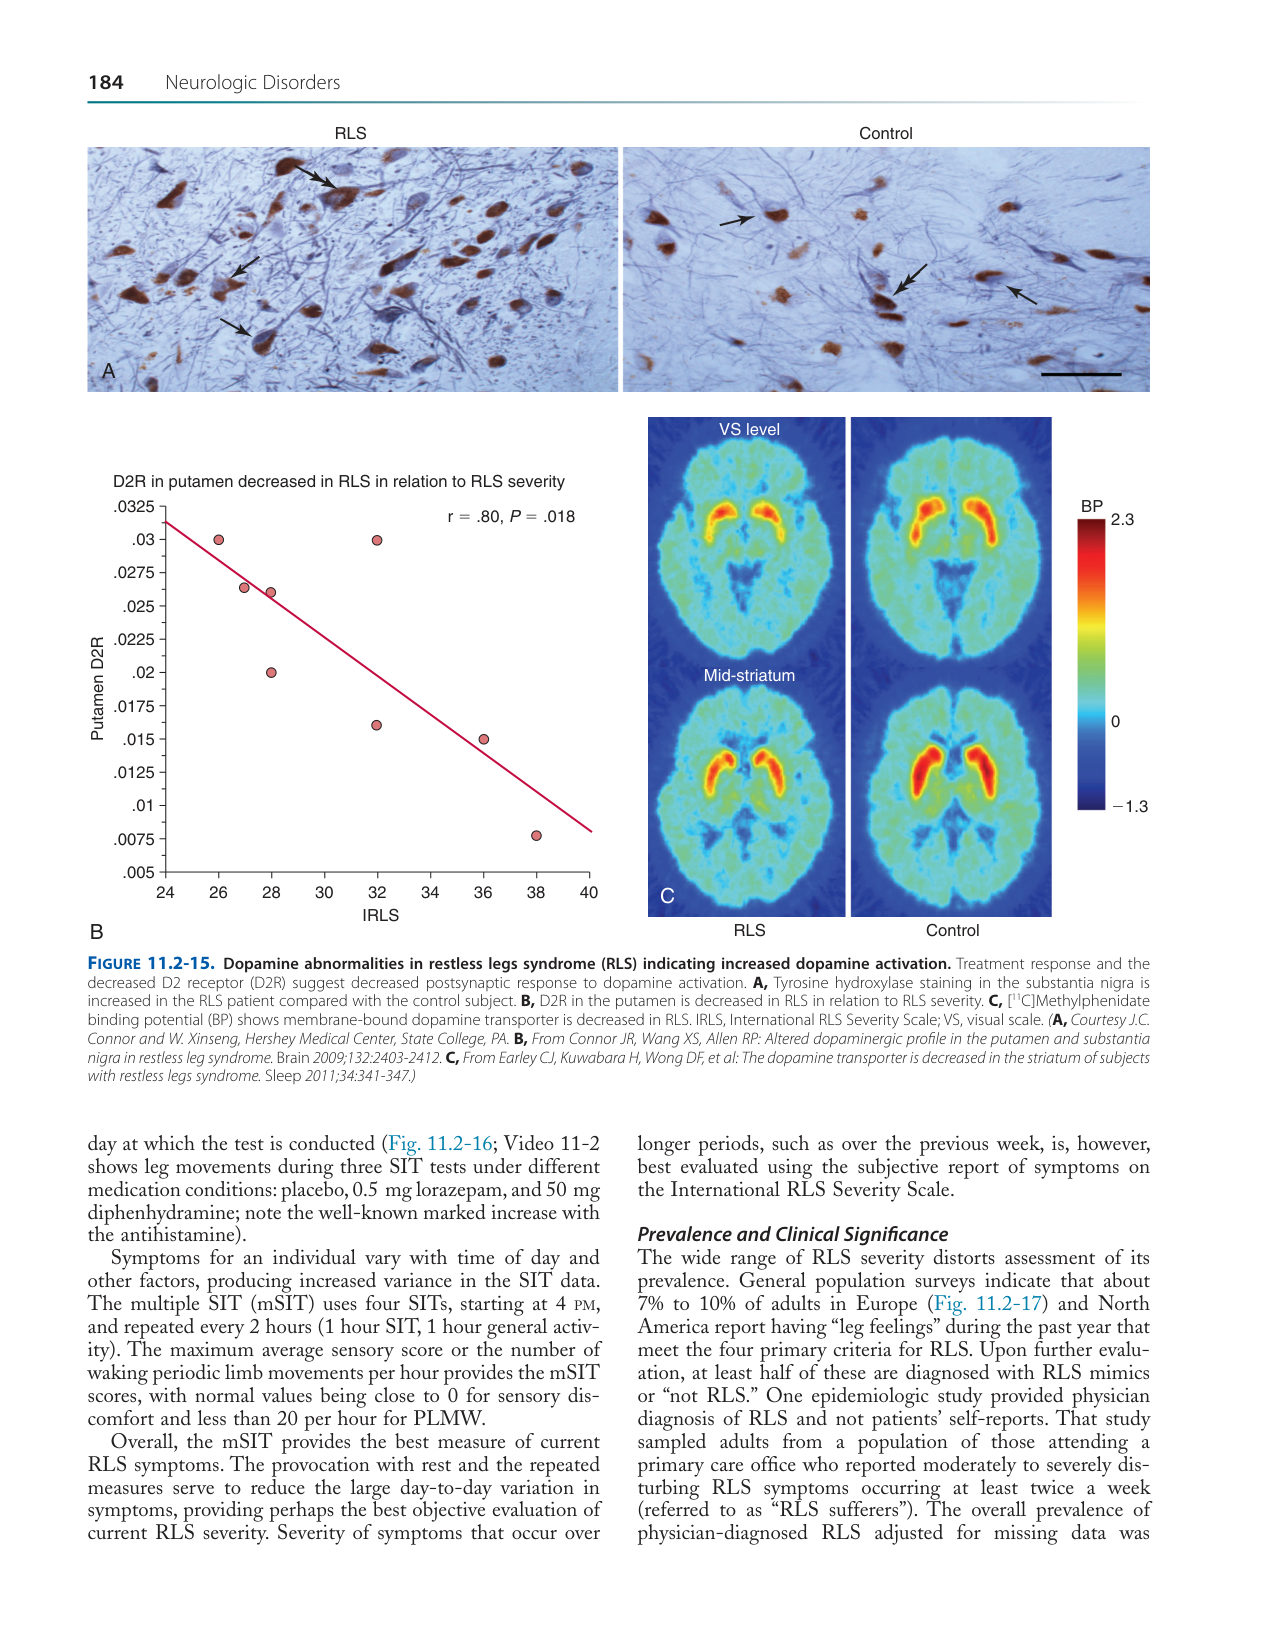 184 Neurologic Disorders
RLS
Control
A
D2R in putamen decreased in RLS in relation to RLS severity
r = .80, P = .018
.0325
.03
.0275
.025
.0225
.02
.0175
.015
.0125
.01
.0075
.005
Putamen D2R
24 26 28 30 32 34 36 38 40
IRLS
B
VS level
Mid-striatum
C
RLS
Control
BP
2.3
0
−1.3
FIGURE 11.2-15. Dopamine abnormalities in restless legs syndrome (RLS) indicating increased dopamine activation. Treatment response and the
decreased D2 receptor (D2R) suggest decreased postsynaptic response to dopamine activation. A, Tyrosine hydroxylase staining in the substantia nigra is
increased in the RLS patient compared with the control subject. B, D2R in the putamen is decreased in RLS in relation to RLS severity. C, [11C]Methylphenidate
binding potential (BP) shows membrane-bound dopamine transporter is decreased in RLS. IRLS, International RLS Severity Scale; VS, visual scale. (A, Courtesy J.C.
Connor and W. Xinseng, Hershey Medical Center, State College, PA. B, From Connor JR, Wang XS, Allen RP: Altered dopaminergic profile in the putamen and substantia
nigra in restless leg syndrome. Brain 2009;132:2403-2412. C, From Earley CJ, Kuwabara H, Wong DF, et al: The dopamine transporter is decreased in the striatum of subjects
with restless legs syndrome. Sleep 2011;34:341-347.)
day at which the test is conducted (Fig. 11.2-16; Video 11-2
shows leg movements during three SIT tests under different
medication conditions: placebo, 0.5 mg lorazepam, and 50 mg
diphenhydramine; note the well-known marked increase with
the antihistamine).
Symptoms for an individual vary with time of day and
other factors, producing increased variance in the SIT data.
The multiple SIT (mSIT) uses four SITs, starting at 4 PM,
and repeated every 2 hours (1 hour SIT, 1 hour general activ-
ity). The maximum average sensory score or the number of
waking periodic limb movements per hour provides the mSIT
scores, with normal values being close to 0 for sensory dis-
comfort and less than 20 per hour for PLMW.
Overall, the mSIT provides the best measure of current
RLS symptoms. The provocation with rest and the repeated
measures serve to reduce the large day-to-day variation in
symptoms, providing perhaps the best objective evaluation of
current RLS severity. Severity of symptoms that occur over
longer periods, such as over the previous week, is, however,
best evaluated using the subjective report of symptoms on
the International RLS Severity Scale.
Prevalence and Clinical Significance
The wide range of RLS severity distorts assessment of its
prevalence. General population surveys indicate that about
7% to 10% of adults in Europe (Fig. 11.2-17) and North
America report having “leg feelings” during the past year that
meet the four primary criteria for RLS. Upon further evalu-
ation, at least half of these are diagnosed with RLS mimics
or “not RLS.” One epidemiologic study provided physician
diagnosis of RLS and not patients’ self-reports. That study
sampled adults from a population of those attending a
primary care office who reported moderately to severely dis-
turbing RLS symptoms occurring at least twice a week
(referred to as “RLS sufferers”). The overall prevalence of
physician-diagnosed RLS adjusted for missing data was